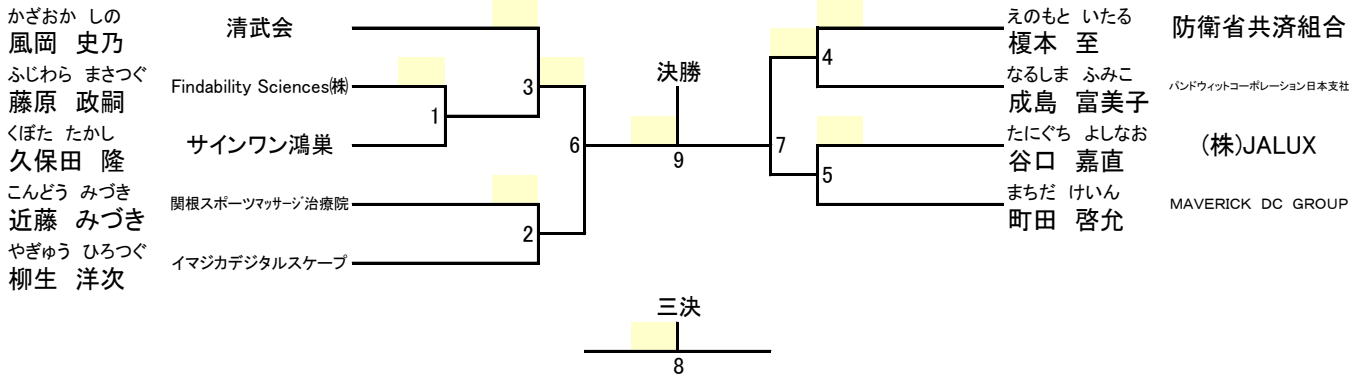 かざおか しの
風岡 史乃
清武会
ふじわら まさつぐ
藤原 政嗣
Findability Sciences㈱
くぼた たかし
久保田 隆
サインワン鴻巣
こんどう みづき
近藤 みづき
関根スポーツマッサージ治療院
やぎゅう ひろつぐ
柳生 洋次
イマジカデジタルスケープ
1
3
2
6
決勝
9
7
4
5
えのもと いたる
榎本 至
防衛省共済組合
なるしま ふみこ
成島 富美子
パンドウィットコーポレーション日本支社
たにぐち よしなお
谷口 嘉直
(株)JALUX
まちだ けいん
町田 啓允
MAVERICK DC GROUP
三決
8